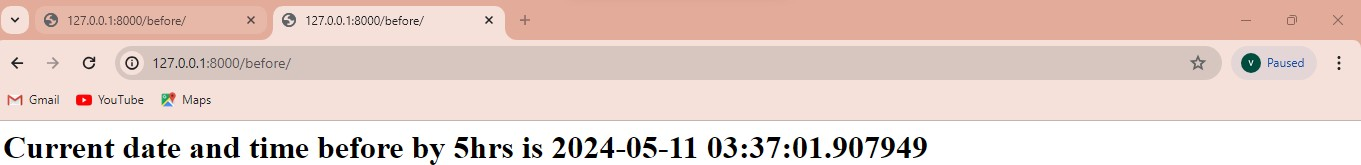 127.0.0.1:8000/before/ 127.0.0.1:8000/before/
127.0.0.1:8000/before/ V Paused
Gmail YouTube Maps
Current date and time before by 5hrs is 2024-05-11 03:37:01.907949